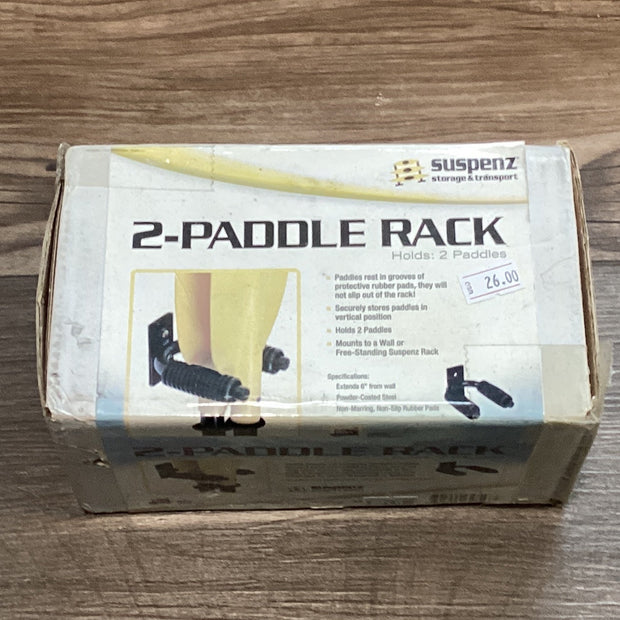 suspenz
storage & transport
2-PADDLE RACK
Holds: 2 Paddles
26.00
Paddles rest in grooves of
protective rubber pads, they will
not slip out of the rack!
Securely stores paddles in
vertical position
Holds 2 Paddles
Mounts to a Wall or
Free-Standing Suspenz Rack
Specifications:
Extends 6" from wall
Powder-Coated Steel
Non-Marring, Non-Slip Rubber Pads
2-PADDLE RACK